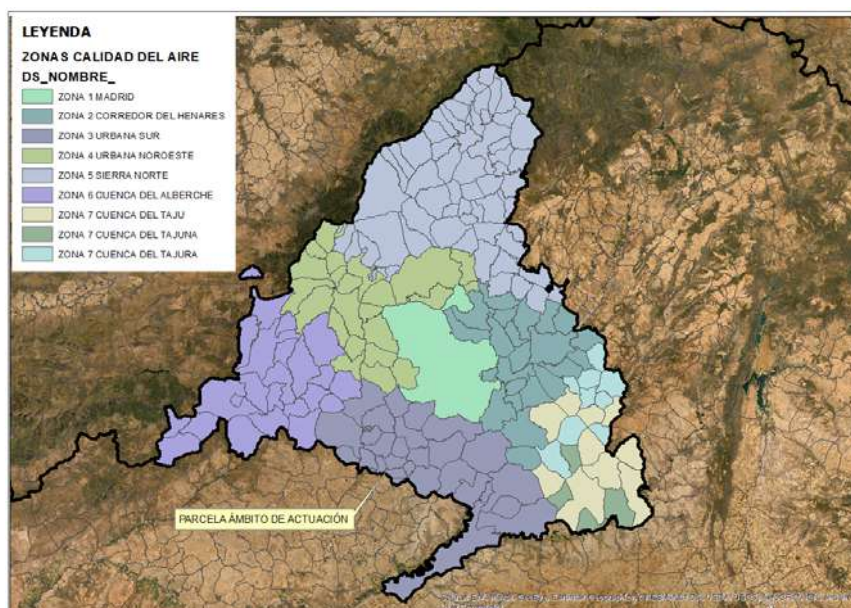 LEYENDA
ZONAS CALIDAD DEL AIRE
DS_NOMBRE_
ZONA 1 MADRID
ZONA 2 CORREDOR DEL HENARES
ZONA 3 URBANA SUR
ZONA 4 URBANA NOROESTE
ZONA 5 SIERRA NORTE
ZONA 6 CUENCA DEL ALBERCHE
ZONA 7 CUENCA DEL TAJU
ZONA 7 CUENCA DEL TAJUNA
ZONA 7 CUENCA DEL TAJURA
PARCELA ÁMBITO DE ACTUACIÓN